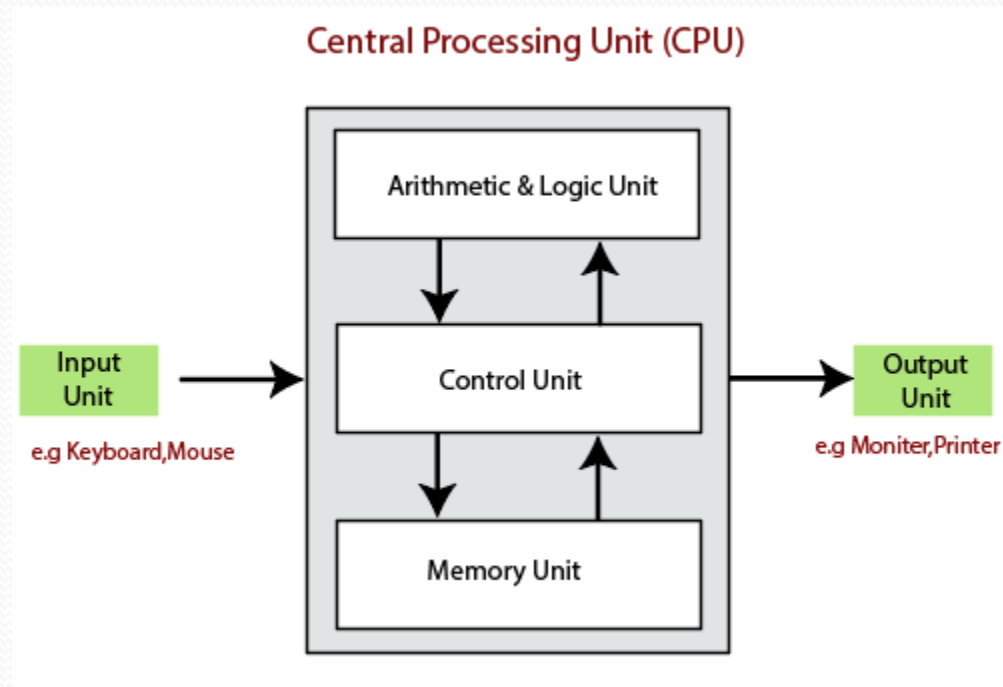 Central Processing Unit (CPU)
Arithmetic & Logic Unit
Input
Unit
e.g Keyboard,Mouse
Control Unit
Output
Unit
e.g Moniter,Printer
Memory Unit